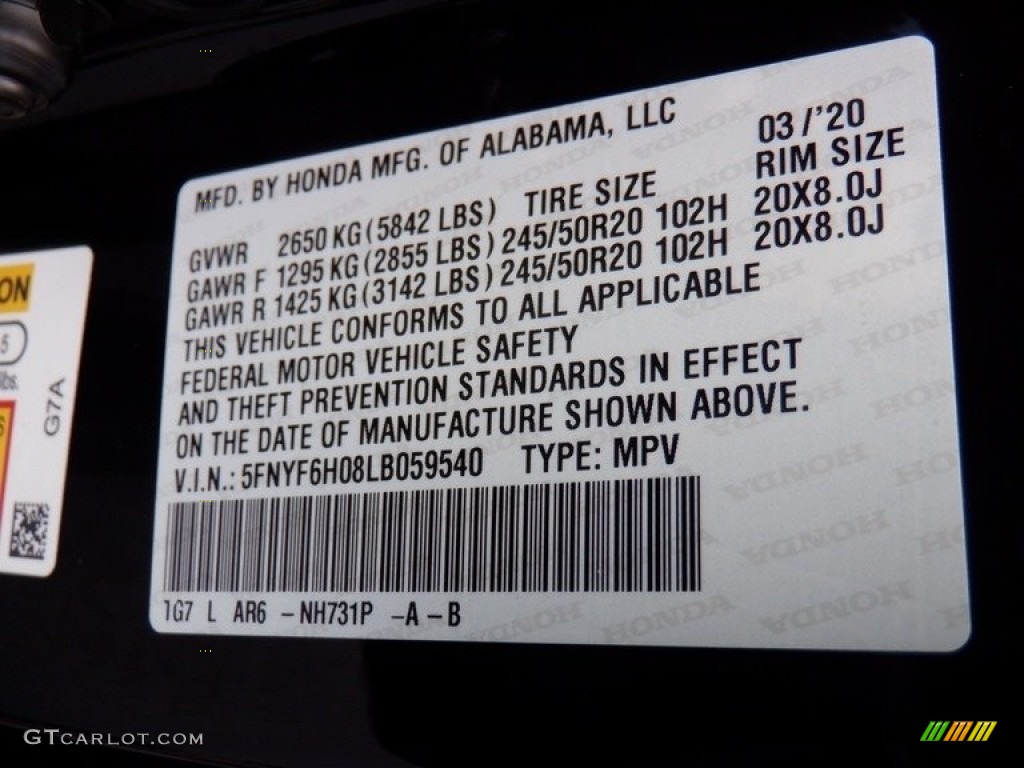 MFD. BY HONDA MFG. OF ALABAMA, LLC 03/'20
GVWR 2650 KG (5842 LBS) TIRE SIZE RIM SIZE
GAWR F 1295 KG (2855 LBS) 245/50R20 102H 20X8.0J
GAWR R 1425 KG (3142 LBS) 245/50R20 102H 20X8.0J
THIS VEHICLE CONFORMS TO ALL APPLICABLE
FEDERAL MOTOR VEHICLE SAFETY
AND THEFT PREVENTION STANDARDS IN EFFECT
ON THE DATE OF MANUFACTURE SHOWN ABOVE.
V.I.N.: 5FNYF6H08LB059540 TYPE: MPV
1G7 L AR6 -NH731P -A-B
ON
5
lbs.
G7A
GTCARLOT.COM